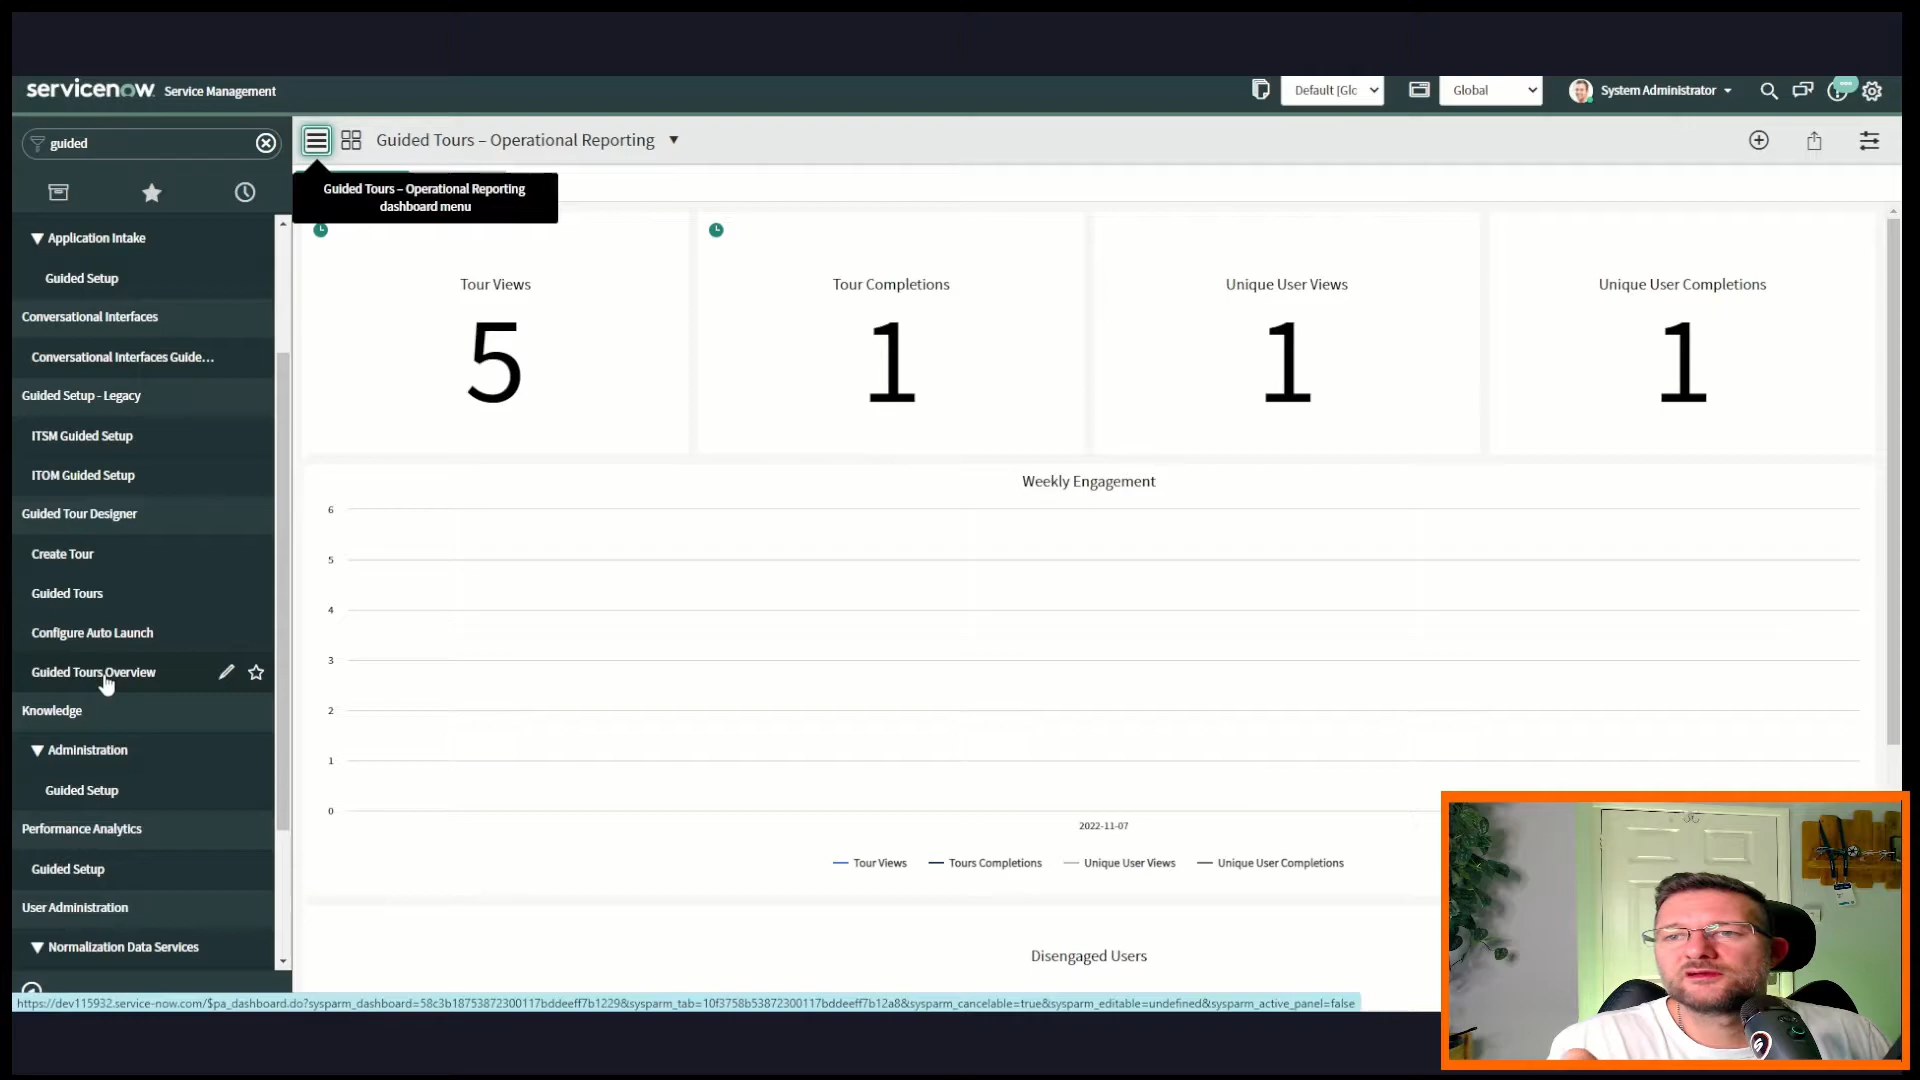 servicenow. Service Management
Default [Glc
Global
System Administrator
guided
Guided Tours – Operational Reporting
Guided Tours – Operational Reporting
dashboard menu
Application Intake
Guided Setup
Conversational Interfaces
Conversational Interfaces Guide...
Guided Setup - Legacy
ITSM Guided Setup
ITOM Guided Setup
Guided Tour Designer
Create Tour
Guided Tours
Configure Auto Launch
Guided Tours Overview
Knowledge
Administration
Guided Setup
Performance Analytics
Guided Setup
User Administration
Normalization Data Services
Tour Views
5
Tour Completions
1
Unique User Views
1
Unique User Completions
1
Weekly Engagement
6
5
4
3
2
1
0
2022-11-07
Tour Views
Tours Completions
Unique User Views
Unique User Completions
Disengaged Users
https://dev115932.service-now.com/$pa_dashboard.do?sysparm_dashboard=58c3b18753872300117bddeeff7b1229&sysparm_tab=10f3758b53872300117bddeeff7b12a8&sysparm_cancelable=true&sysparm_editable=undefined&sysparm_active_panel=false